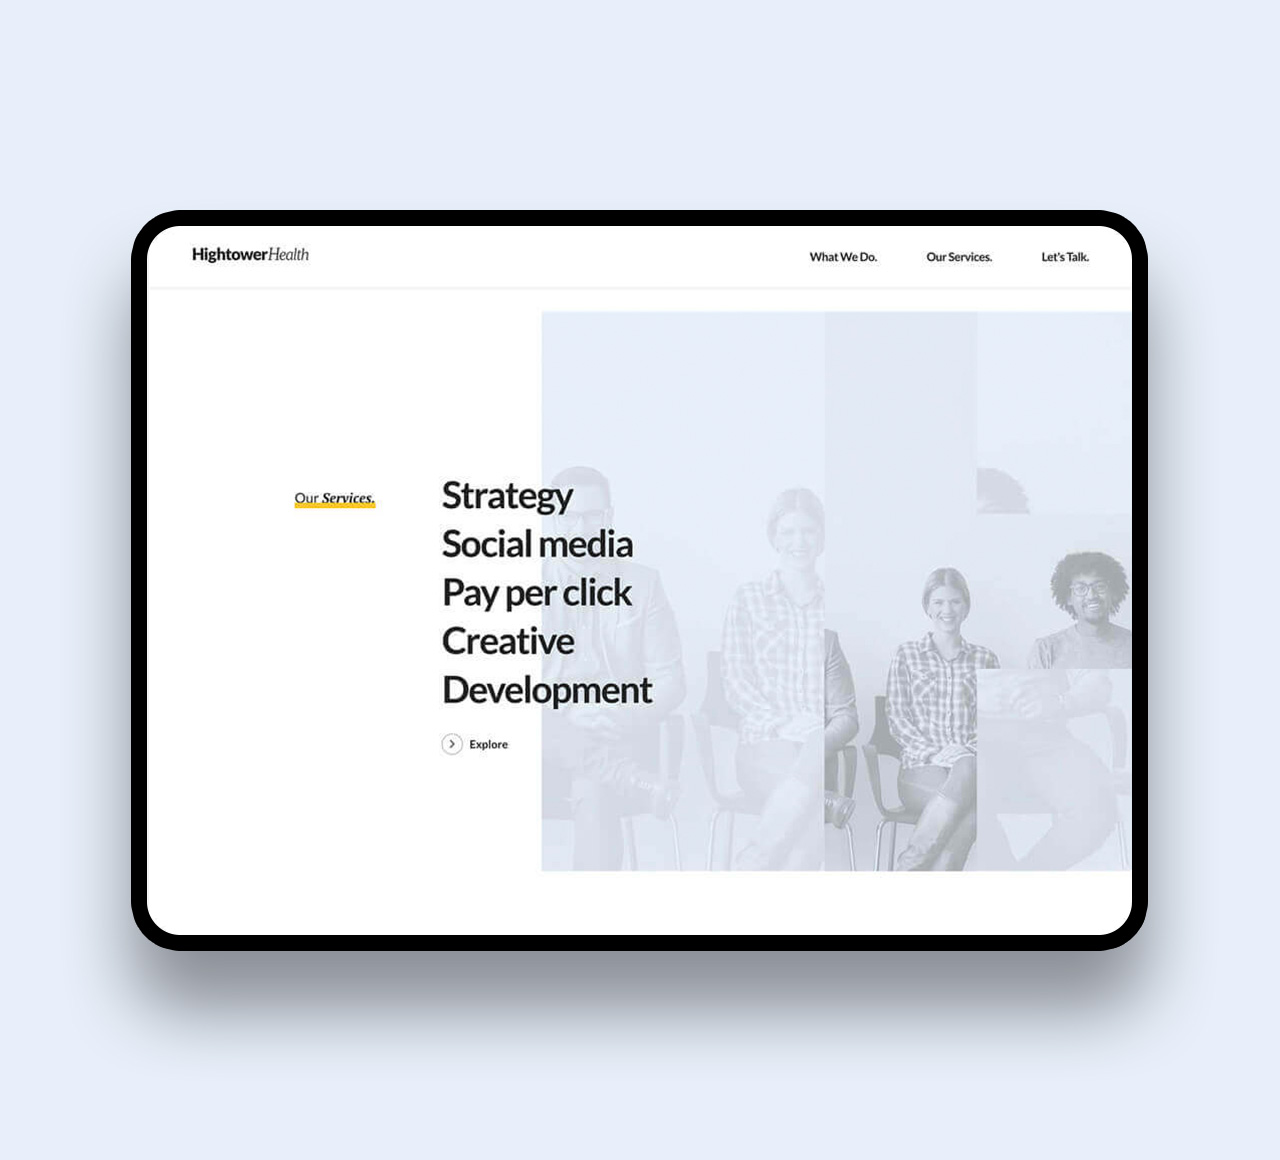 HightowerHealth
What We Do. Our Services. Let's Talk.
Our Services.
Strategy
Social media
Pay per click
Creative
Development
Explore